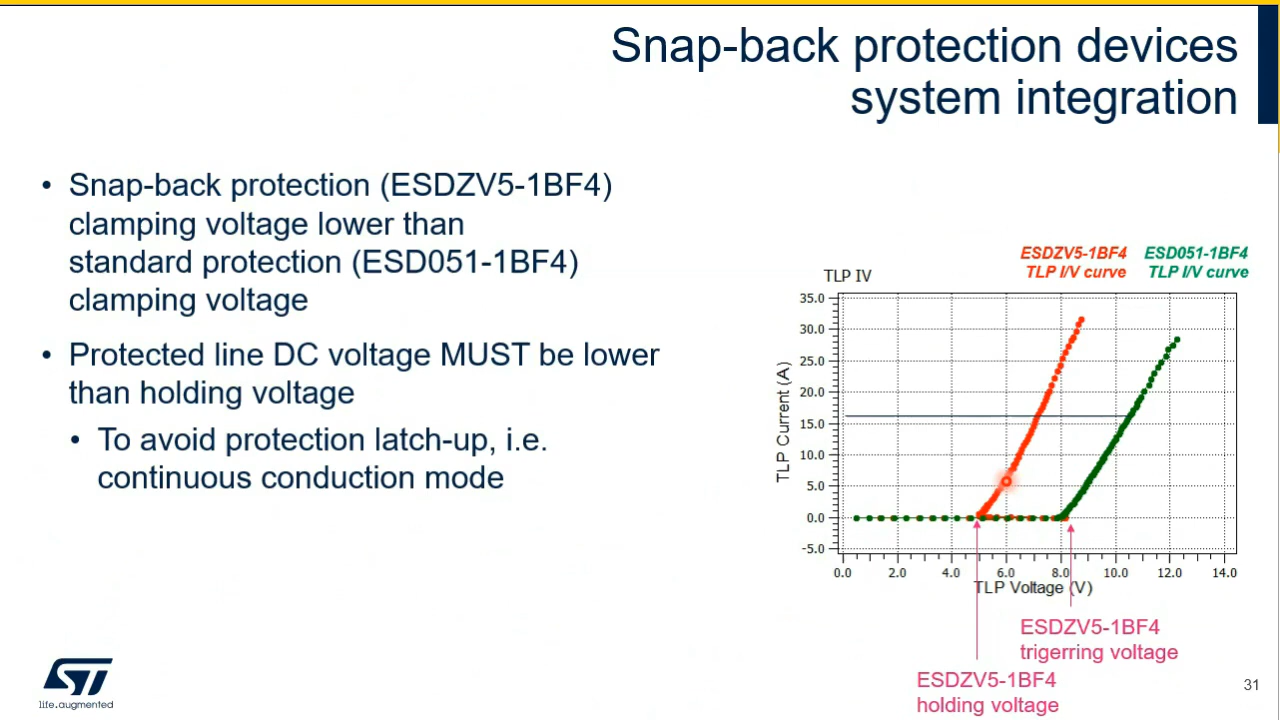 Snap-back protection devices
system integration
• Snap-back protection (ESDZV5-1BF4)
clamping voltage lower than
standard protection (ESD051-1BF4)
clamping voltage
• Protected line DC voltage MUST be lower
than holding voltage
• To avoid protection latch-up, i.e.
continuous conduction mode
ESDZV5-1BF4
TLP I/V curve
ESD051-1BF4
TLP I/V curve
TLP IV
35.0
30.0
25.0
20.0
15.0
10.0
5.0
0.0
-5.0
TLP Current (A)
0.0 2.0 4.0 6.0 8.0 10.0 12.0 14.0
TLP Voltage (V)
ESDZV5-1BF4
trigerring voltage
ESDZV5-1BF4
holding voltage
ST
life.augmented
31